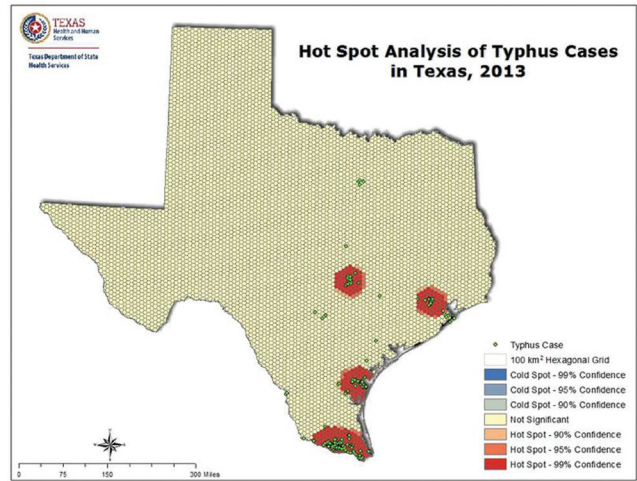 TEXAS
Health and Human
Services
Texas Department of State
Health Services
Hot Spot Analysis of Typhus Cases
in Texas, 2013
Typhus Case
100 km² Hexagonal Grid
Cold Spot - 99% Confidence
Cold Spot - 95% Confidence
Cold Spot - 90% Confidence
Not Significant
Hot Spot - 90% Confidence
Hot Spot - 95% Confidence
Hot Spot - 99% Confidence
0 75 150 225 300 Miles